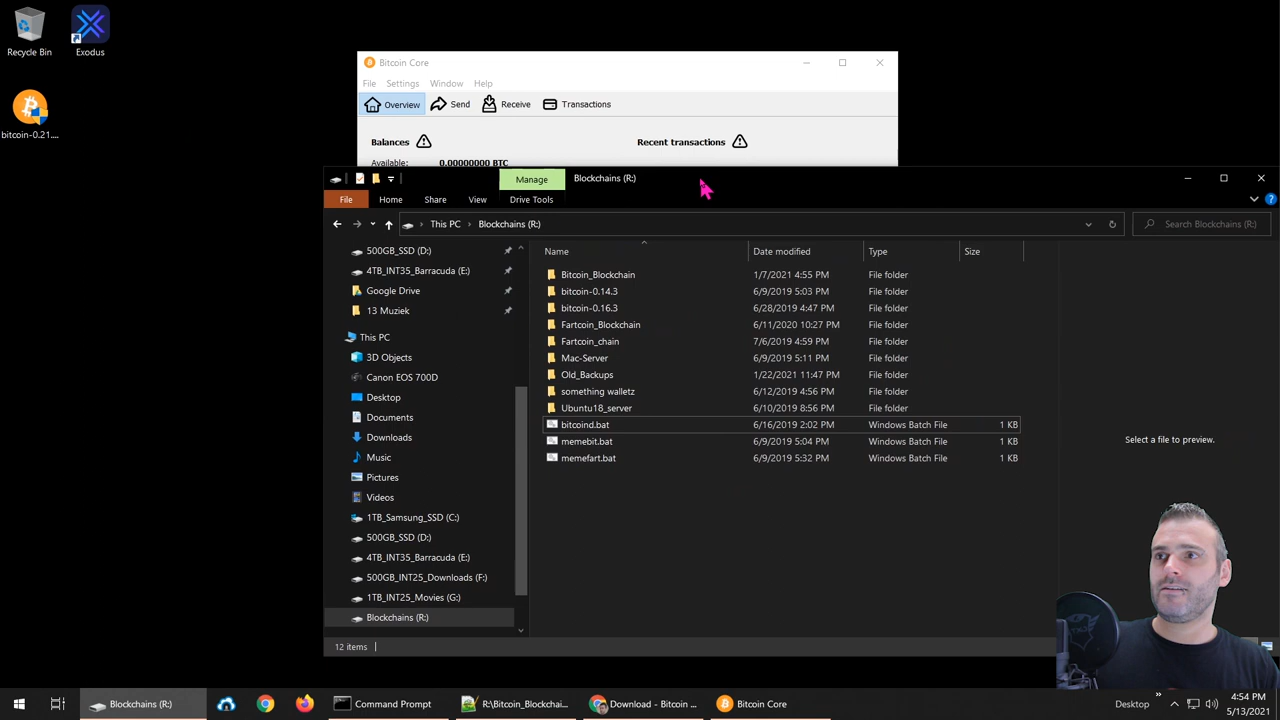 Recycle Bin
Exodus
bitcoin-0.21....
Bitcoin Core
File Settings Window Help
Overview Send Receive Transactions
Balances Recent transactions
Available: 0.00000000 BTC
Manage Blockchains (R:)
File Home Share View Drive Tools
This PC › Blockchains (R:) Search Blockchains (R:)
Name Date modified Type Size
500GB_SSD (D:)
4TB_INT35_Barracuda (E:)
Google Drive
13 Muziek
This PC
3D Objects
Canon EOS 700D
Desktop
Documents
Downloads
Music
Pictures
Videos
1TB_Samsung_SSD (C:)
500GB_SSD (D:)
4TB_INT35_Barracuda (E:)
500GB_INT25_Downloads (F:)
1TB_INT25_Movies (G:)
Blockchains (R:)
Bitcoin_Blockchain 1/7/2021 4:55 PM File folder
bitcoin-0.14.3 6/9/2019 5:03 PM File folder
bitcoin-0.16.3 6/28/2019 4:47 PM File folder
Fartcoin_Blockchain 6/11/2020 10:27 PM File folder
Fartcoin_chain 7/6/2019 4:59 PM File folder
Mac-Server 6/9/2019 5:11 PM File folder
Old_Backups 1/22/2021 11:47 PM File folder
something walletz 6/12/2019 4:56 PM File folder
Ubuntu18_server 6/10/2019 8:56 PM File folder
bitcoind.bat 6/16/2019 2:02 PM Windows Batch File 1 KB
memebit.bat 6/9/2019 5:04 PM Windows Batch File 1 KB
memefart.bat 6/9/2019 5:32 PM Windows Batch File 1 KB
Select a file to preview.
12 items
Blockchains (R:) Command Prompt R:\Bitcoin_Blockchai... Download - Bitcoin ... Bitcoin Core Desktop » 4:54 PM
5/13/2021